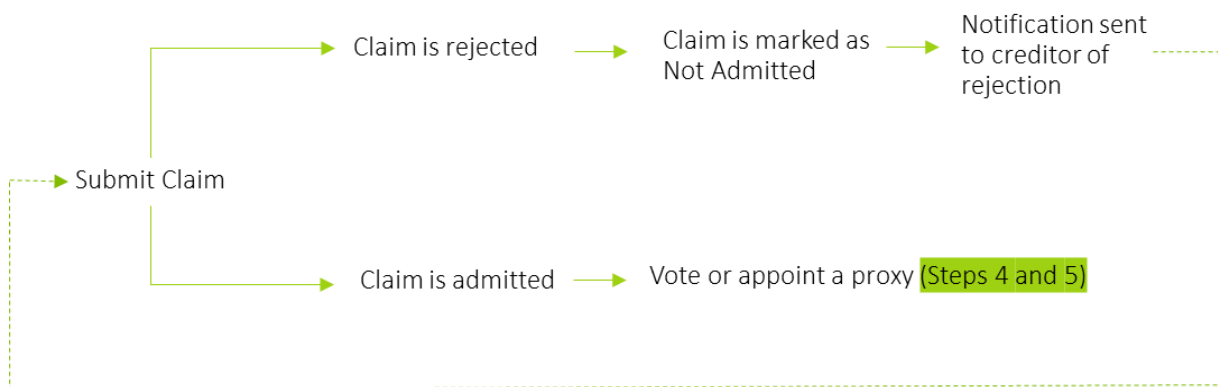 Claim is rejected
Claim is marked as
Not Admitted
Notification sent
to creditor of
rejection
Submit Claim
Claim is admitted
Vote or appoint a proxy (Steps 4 and 5)